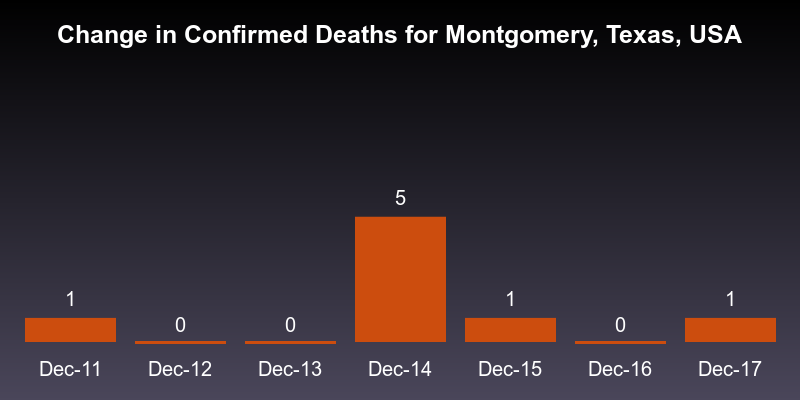 Change in Confirmed Deaths for Montgomery, Texas, USA
5
1 0 0 1 0 1
Dec-11 Dec-12 Dec-13 Dec-14 Dec-15 Dec-16 Dec-17